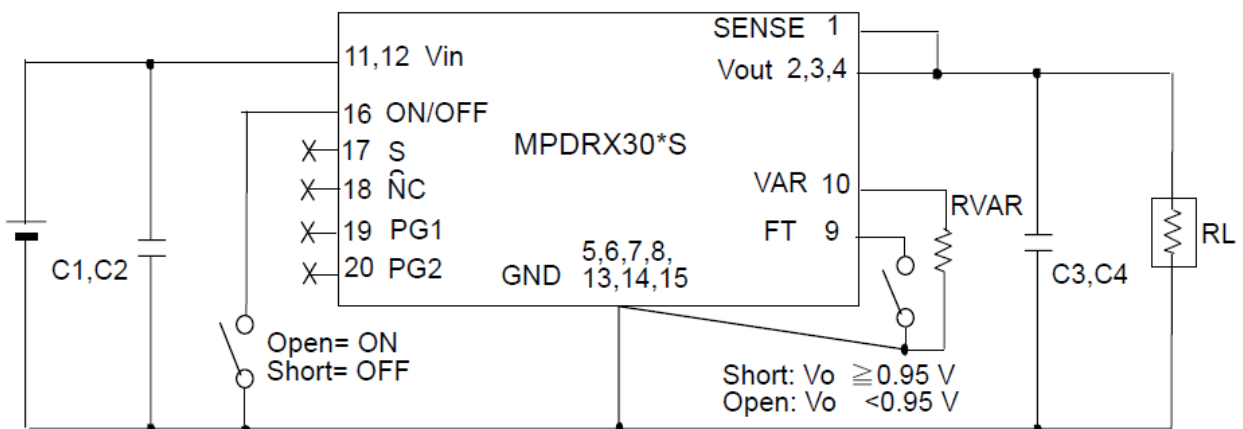 SENSE 1
11,12 Vin
Vout 2,3,4
16 ON/OFF
17 S
MPDRX30*S
18 NC
VAR 10
RVAR
19 PG1
FT 9
20 PG2
GND 5,6,7,8,
13,14,15
C1,C2
C3,C4
RL
Open= ON
Short= OFF
Short: Vo ≧0.95 V
Open: Vo <0.95 V